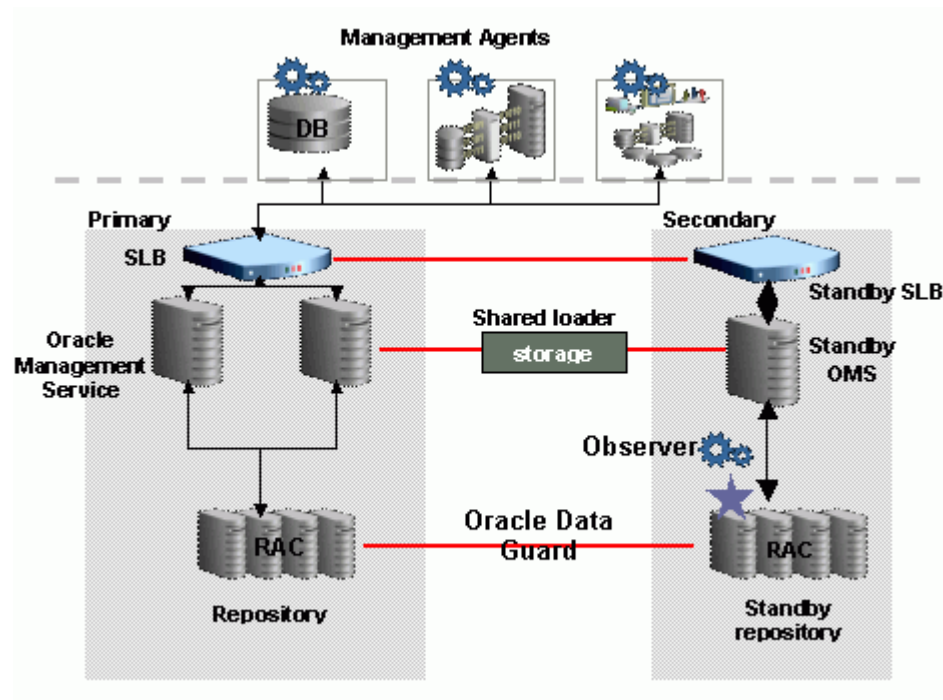 Management Agents
DB
Primary
Secondary
SLB
Standby SLB
Shared loader
storage
Oracle
Management
Service
Standby
OMS
Observer
RAC
Oracle Data
Guard
RAC
Repository
Standby
repository